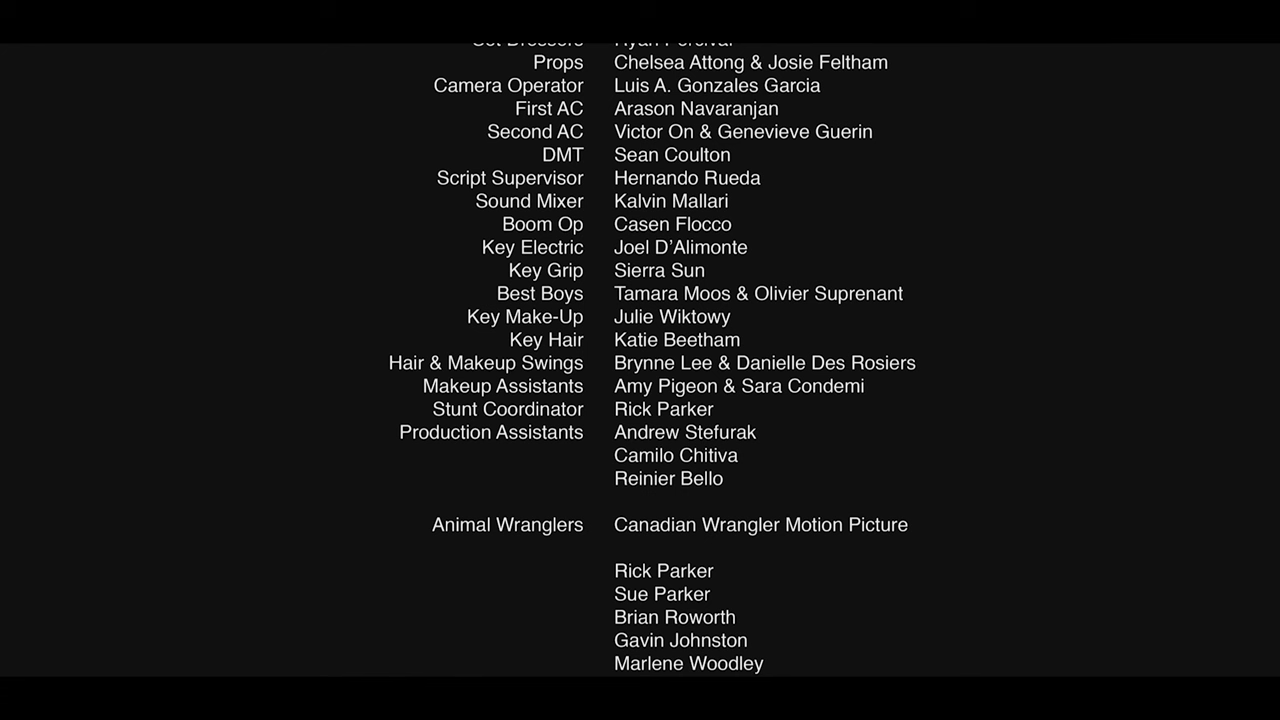 Props Chelsea Attong & Josie Feltham
Camera Operator Luis A. Gonzales Garcia
First AC Arason Navaranjan
Second AC Victor On & Genevieve Guerin
DMT Sean Coulton
Script Supervisor Hernando Rueda
Sound Mixer Kalvin Mallari
Boom Op Casen Flocco
Key Electric Joel D’Alimonte
Key Grip Sierra Sun
Best Boys Tamara Moos & Olivier Suprenant
Key Make-Up Julie Wiktowy
Key Hair Katie Beetham
Hair & Makeup Swings Brynne Lee & Danielle Des Rosiers
Makeup Assistants Amy Pigeon & Sara Condemi
Stunt Coordinator Rick Parker
Production Assistants Andrew Stefurak
Camilo Chitiva
Reinier Bello
Animal Wranglers Canadian Wrangler Motion Picture
Rick Parker
Sue Parker
Brian Roworth
Gavin Johnston
Marlene Woodley